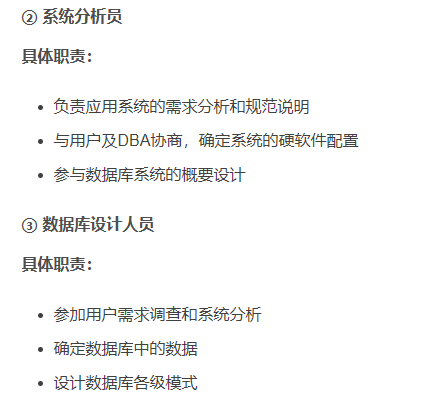 ② 系统分析员
具体职责：
• 负责应用系统的需求分析和规范说明
• 与用户及DBA协商，确定系统的硬软件配置
• 参与数据库系统的概要设计
③ 数据库设计人员
具体职责：
• 参加用户需求调查和系统分析
• 确定数据库中的数据
• 设计数据库各级模式